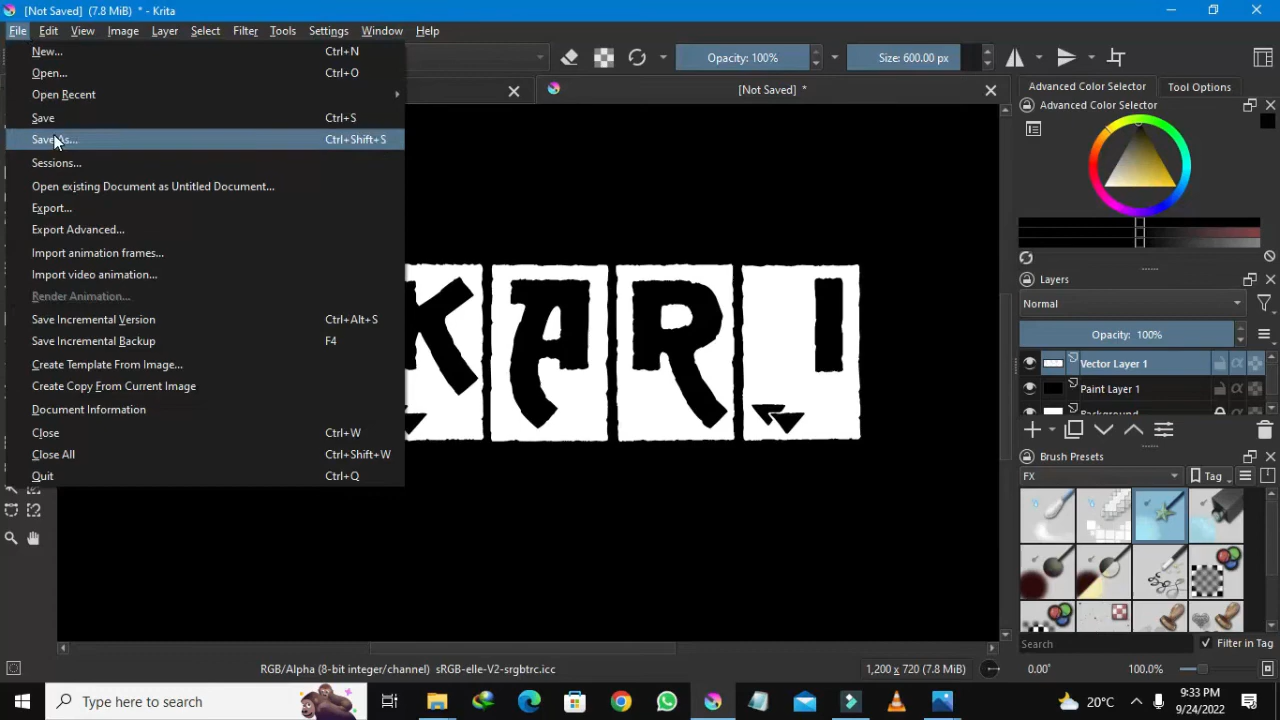 [Not Saved] (7.8 MiB) * - Krita
File Edit View Image Layer Select Filter Tools Settings Window Help
New... Ctrl+N
Open... Ctrl+O
Open Recent
Save Ctrl+S
Save As... Ctrl+Shift+S
Sessions...
Open existing Document as Untitled Document...
Export...
Export Advanced...
Import animation frames...
Import video animation...
Render Animation...
Save Incremental Version Ctrl+Alt+S
Save Incremental Backup F4
Create Template From Image...
Create Copy From Current Image
Document Information
Close Ctrl+W
Close All Ctrl+Shift+W
Quit Ctrl+Q
Opacity: 100% Size: 600.00 px
[Not Saved] *
KARI
Advanced Color Selector Tool Options
Advanced Color Selector
Layers
Normal
Opacity: 100%
Vector Layer 1
Paint Layer 1
Background
Brush Presets
FX Tag
Search Filter in Tag
RGB/Alpha (8-bit integer/channel) sRGB-elle-V2-srgbtrc.icc 1,200 x 720 (7.8 MiB) 0.00° 100.0%
Type here to search 20°C 9:33 PM
9/24/2022